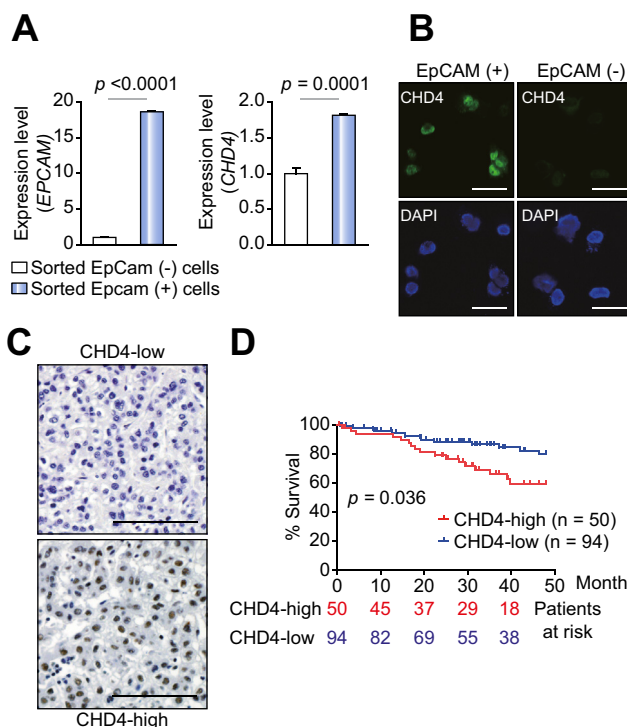 A
p <0.0001
Expression level
(EPCAM)
20
15
10
5
0
p = 0.0001
Expression level
(CHD4)
2.0
1.5
1.0
0.5
0.0
Sorted EpCam (-) cells
Sorted Epcam (+) cells
B
EpCAM (+) EpCAM (-)
CHD4 CHD4
DAPI DAPI
C
CHD4-low
CHD4-high
D
% Survival
100
80
60
40
20
0
p = 0.036
CHD4-high (n = 50)
CHD4-low (n = 94)
0 10 20 30 40 50 Month
CHD4-high 50 45 37 29 18 Patients
CHD4-low 94 82 69 55 38 at risk